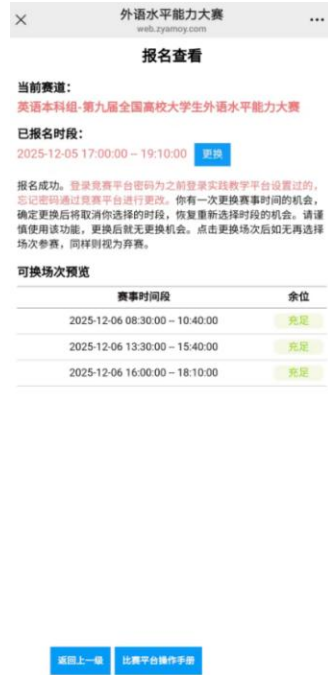 外语水平能力大赛
web.zyamoy.com
报名查看
当前赛道：
英语本科组-第九届全国高校大学生外语水平能力大赛
已报名时段：
2025-12-05 17:00:00 -- 19:10:00 更换
报名成功。登录竞赛平台密码为之前登录实践教学平台设置过的，
忘记密码通过竞赛平台进行更改。你有一次更换赛事时间的机会，
确定更换后将取消你选择的时段，恢复重新选择时段的机会。请谨
慎使用该功能，更换后就无更换机会。点击更换场次后如无再选择
场次参赛，同样则视为弃赛。
可换场次预览
赛事时间段 余位
2025-12-06 08:30:00 -- 10:40:00 充足
2025-12-06 13:30:00 -- 15:40:00 充足
2025-12-06 16:00:00 -- 18:10:00 充足
返回上一级 比赛平台操作手册